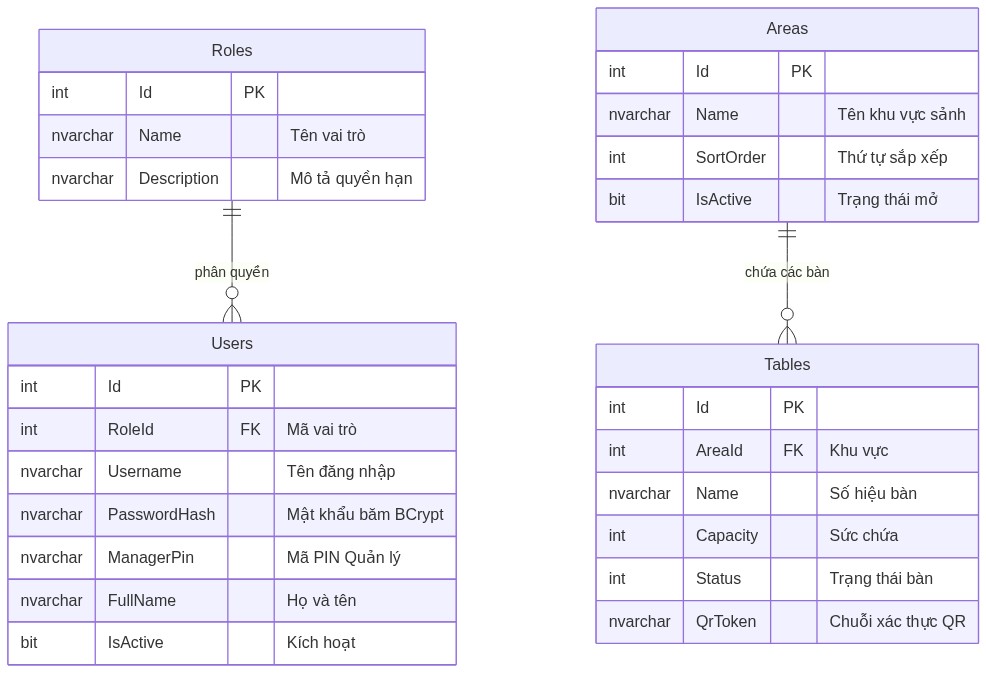 Roles
int Id PK
nvarchar Name Tên vai trò
nvarchar Description Mô tả quyền hạn
phân quyền
Users
int Id PK
int RoleId FK Mã vai trò
nvarchar Username Tên đăng nhập
nvarchar PasswordHash Mật khẩu băm BCrypt
nvarchar ManagerPin Mã PIN Quản lý
nvarchar FullName Họ và tên
bit IsActive Kích hoạt
Areas
int Id PK
nvarchar Name Tên khu vực sảnh
int SortOrder Thứ tự sắp xếp
bit IsActive Trạng thái mở
chứa các bàn
Tables
int Id PK
int AreaId FK Khu vực
nvarchar Name Số hiệu bàn
int Capacity Sức chứa
int Status Trạng thái bàn
nvarchar QrToken Chuỗi xác thực QR